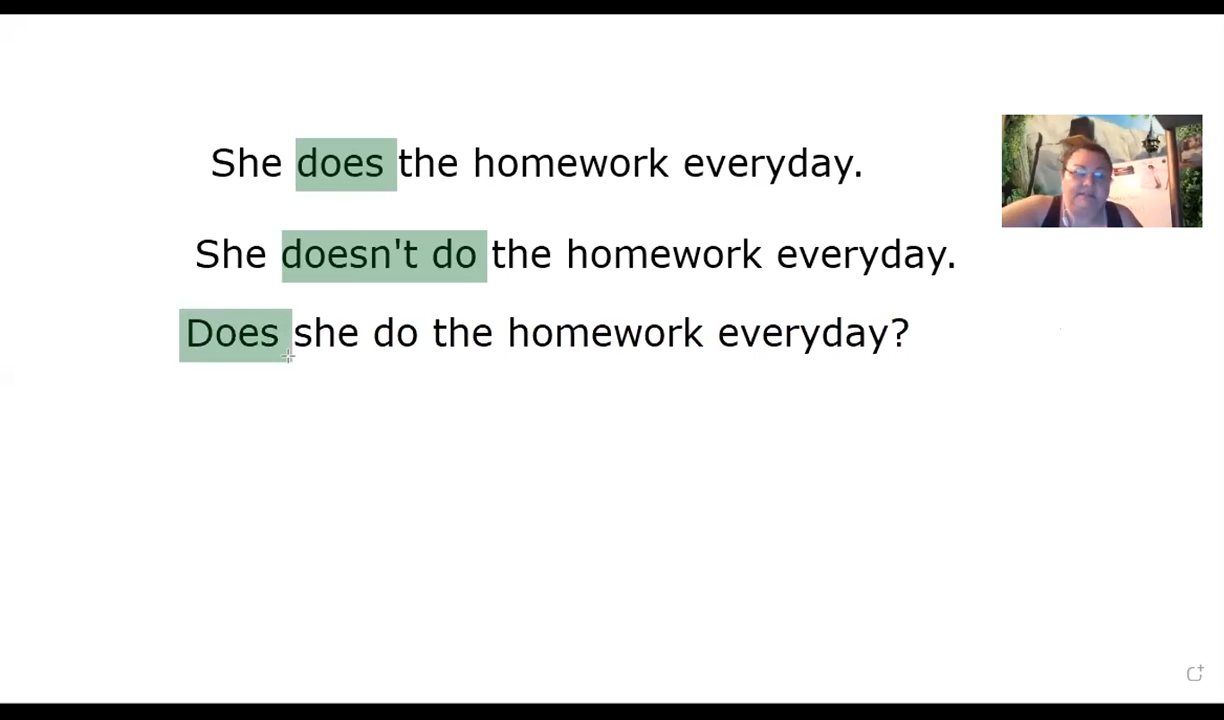 She does the homework everyday.
She doesn't do the homework everyday.
Does she do the homework everyday?